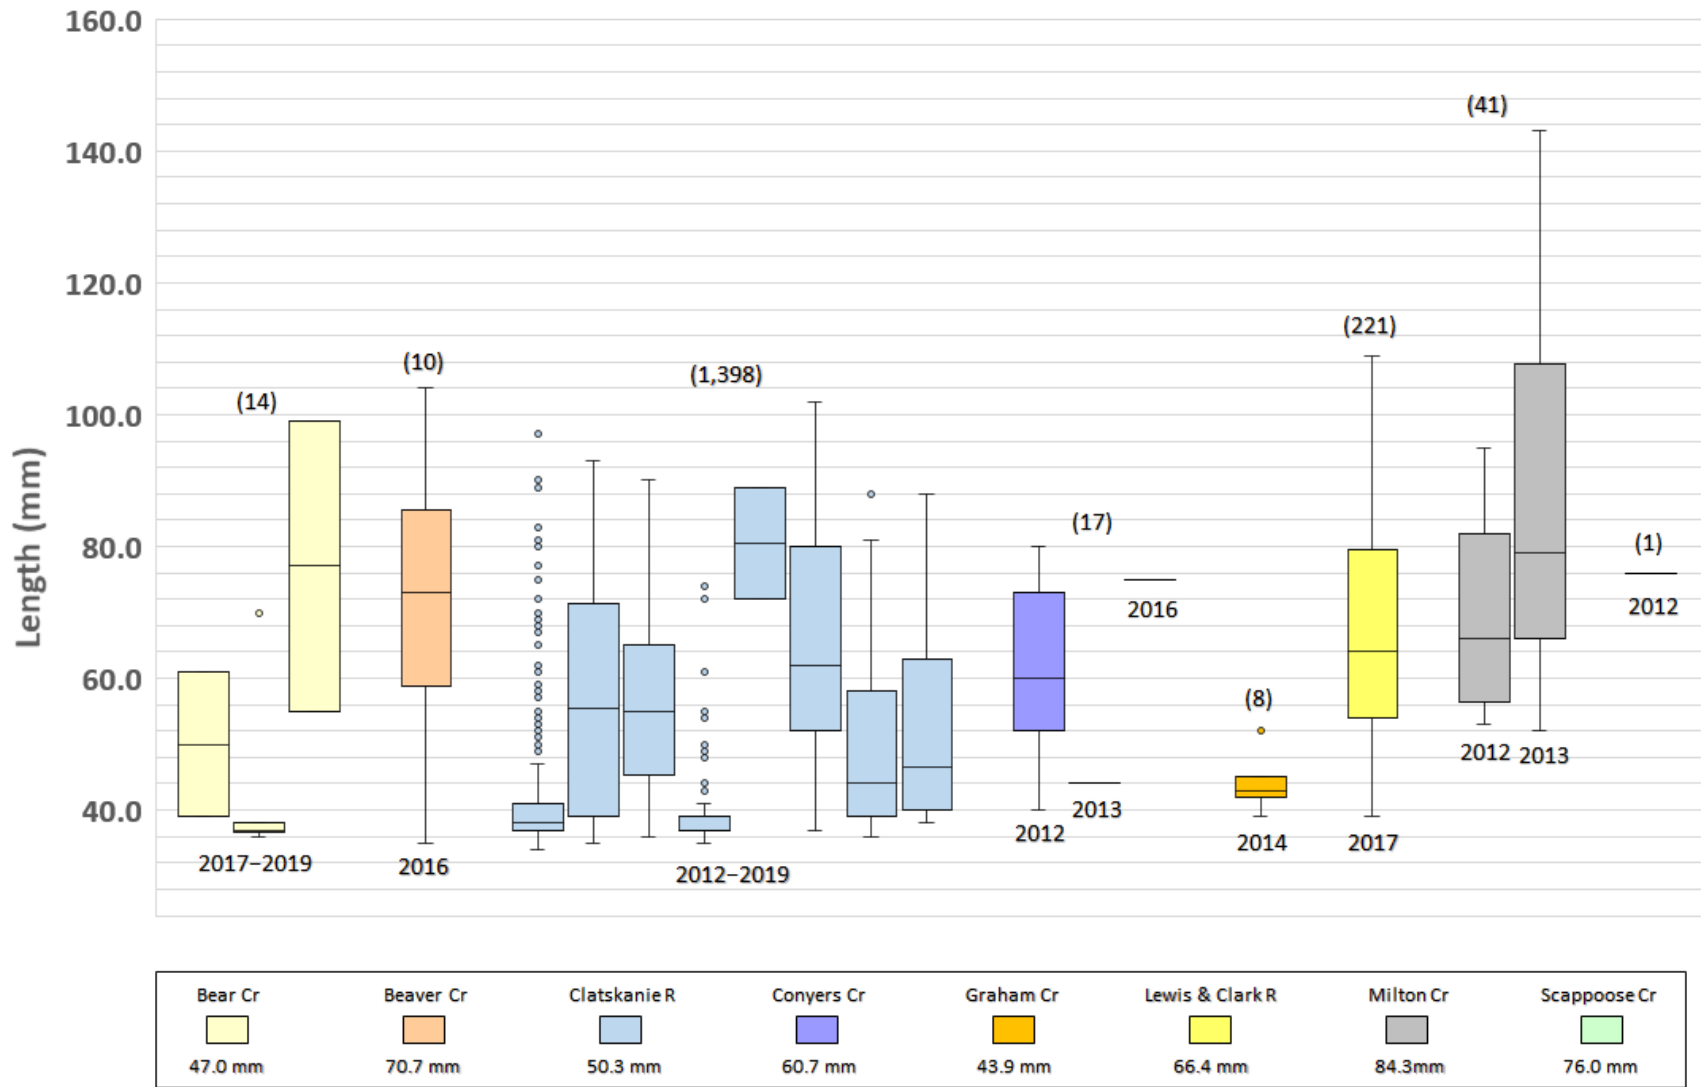 160.0
140.0
120.0
100.0
80.0
60.0
40.0
Length (mm)
(14)
(10)
(1,398)
(17)
(8)
(221)
(41)
(1)
2017–2019
2016
2012–2019
2012
2013
2016
2014
2017
2012
2013
2012
Bear Cr
Beaver Cr
Clatskanie R
Conyers Cr
Graham Cr
Lewis & Clark R
Milton Cr
Scappoose Cr
47.0 mm
70.7 mm
50.3 mm
60.7 mm
43.9 mm
66.4 mm
84.3mm
76.0 mm